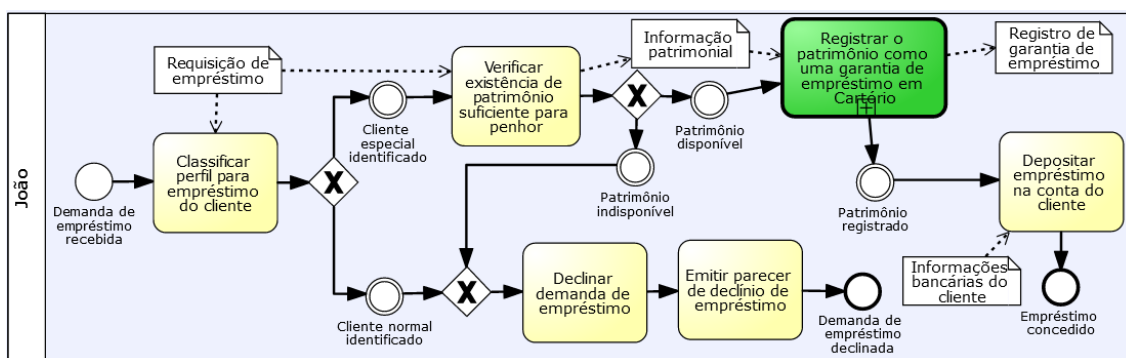 João
Demanda de
empréstimo
recebida
Requisição de
empréstimo
Classificar
perfil para
empréstimo
do cliente
X
Cliente
especial
identificado
Verificar
existência de
patrimônio
suficiente para
penhor
Informação
patrimonial
X
Patrimônio
disponível
Patrimônio
indisponível
Registrar o
patrimônio como
uma garantia de
empréstimo em
Cartório
Registro de
garantia de
empréstimo
Patrimônio
registrado
Depositar
empréstimo
na conta do
cliente
Informações
bancárias do
cliente
Empréstimo
concedido
Cliente normal
identificado
X
Declinar
demanda de
empréstimo
Emitir parecer
de declínio de
empréstimo
Demanda de
empréstimo
declinada